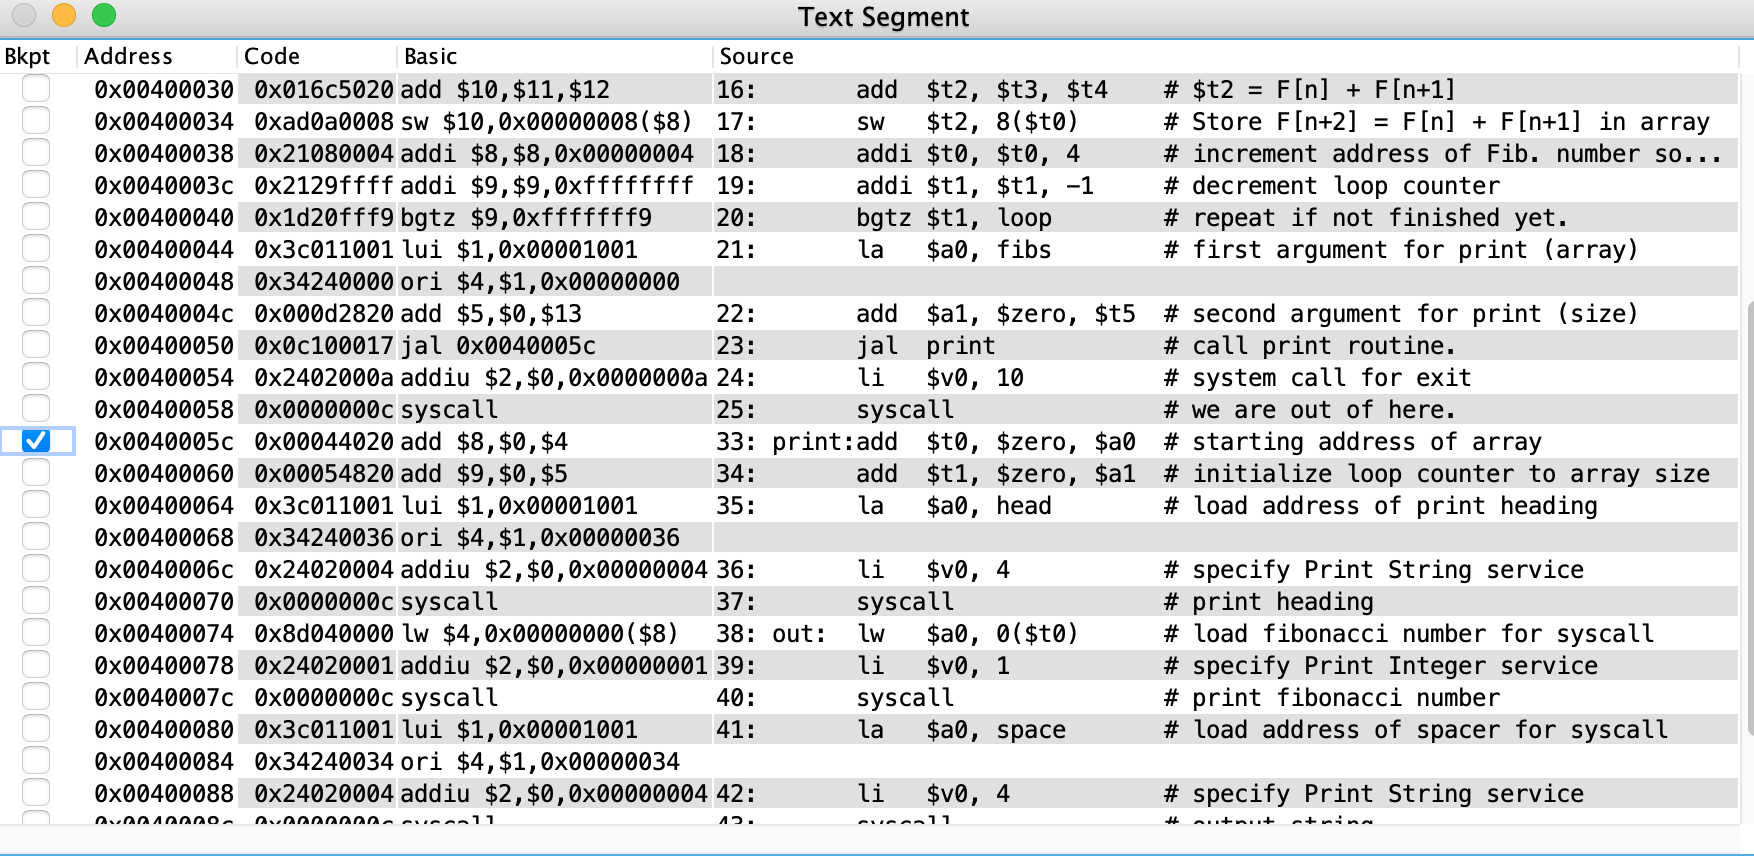 Text Segment
Bkpt Address Code Basic Source
0x00400030 0x016c5020 add $10,$11,$12 16: add $t2, $t3, $t4 # $t2 = F[n] + F[n+1]
0x00400034 0xad0a0008 sw $10,0x00000008($8) 17: sw $t2, 8($t0) # Store F[n+2] = F[n] + F[n+1] in array
0x00400038 0x21080004 addi $8,$8,0x00000004 18: addi $t0, $t0, 4 # increment address of Fib. number so...
0x0040003c 0x2129ffff addi $9,$9,0xffffffff 19: addi $t1, $t1, -1 # decrement loop counter
0x00400040 0x1d20fff9 bgtz $9,0xfffffff9 20: bgtz $t1, loop # repeat if not finished yet.
0x00400044 0x3c011001 lui $1,0x00001001 21: la $a0, fibs # first argument for print (array)
0x00400048 0x34240000 ori $4,$1,0x00000000
0x0040004c 0x000d2820 add $5,$0,$13 22: add $a1, $zero, $t5 # second argument for print (size)
0x00400050 0x0c100017 jal 0x0040005c 23: jal print # call print routine.
0x00400054 0x2402000a addiu $2,$0,0x0000000a 24: li $v0, 10 # system call for exit
0x00400058 0x0000000c syscall 25: syscall # we are out of here.
0x0040005c 0x00044020 add $8,$0,$4 33: print:add $t0, $zero, $a0 # starting address of array
0x00400060 0x00054820 add $9,$0,$5 34: add $t1, $zero, $a1 # initialize loop counter to array size
0x00400064 0x3c011001 lui $1,0x00001001 35: la $a0, head # load address of print heading
0x00400068 0x34240036 ori $4,$1,0x00000036
0x0040006c 0x24020004 addiu $2,$0,0x00000004 36: li $v0, 4 # specify Print String service
0x00400070 0x0000000c syscall 37: syscall # print heading
0x00400074 0x8d040000 lw $4,0x00000000($8) 38: out: lw $a0, 0($t0) # load fibonacci number for syscall
0x00400078 0x24020001 addiu $2,$0,0x00000001 39: li $v0, 1 # specify Print Integer service
0x0040007c 0x0000000c syscall 40: syscall # print fibonacci number
0x00400080 0x3c011001 lui $1,0x00001001 41: la $a0, space # load address of spacer for syscall
0x00400084 0x34240034 ori $4,$1,0x00000034
0x00400088 0x24020004 addiu $2,$0,0x00000004 42: li $v0, 4 # specify Print String service
0x0040008c 0x0000000c syscall 43: syscall # output string